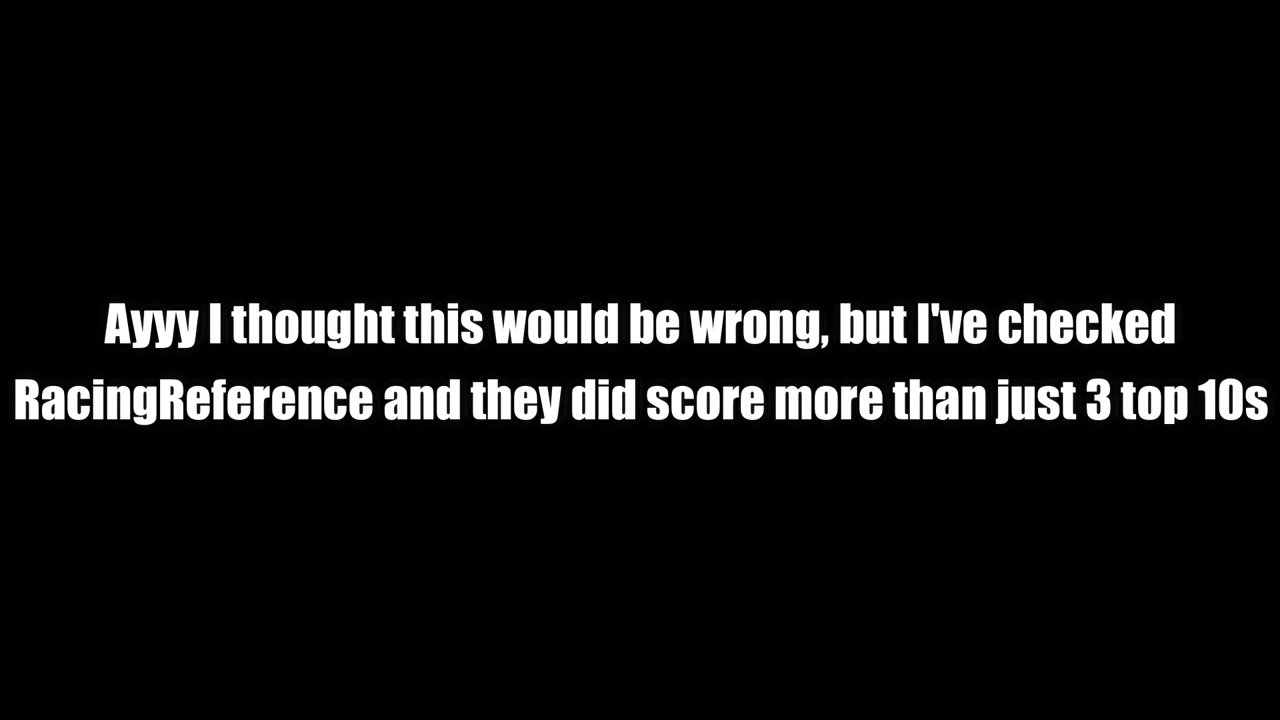 Ayyy I thought this would be wrong, but I've checked
RacingReference and they did score more than just 3 top 10s